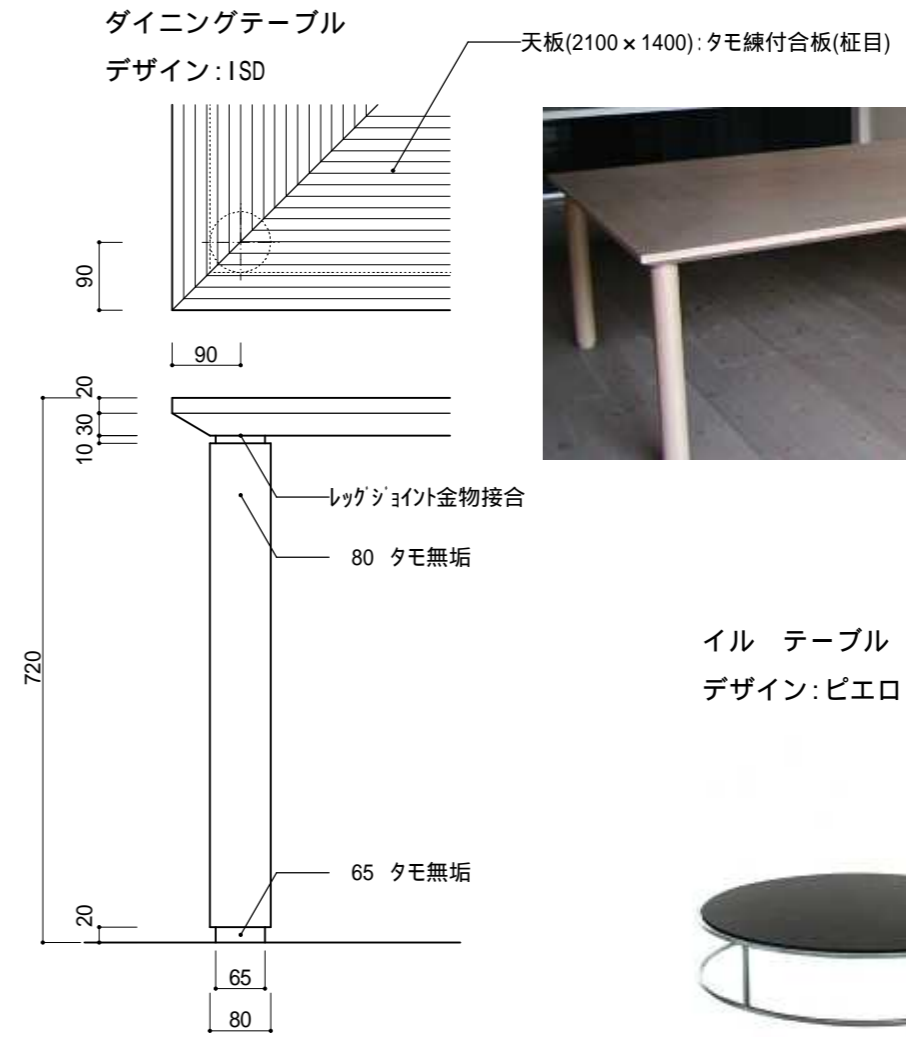 ダイニングテーブル
デザイン:ISD
天板(2100×1400):タモ練付合板(柾目)
90
90
20
30
10
レッグジョイント金物接合
80 タモ無垢
720
イル テーブル
デザイン:ピエロ
65 タモ無垢
20
65
80